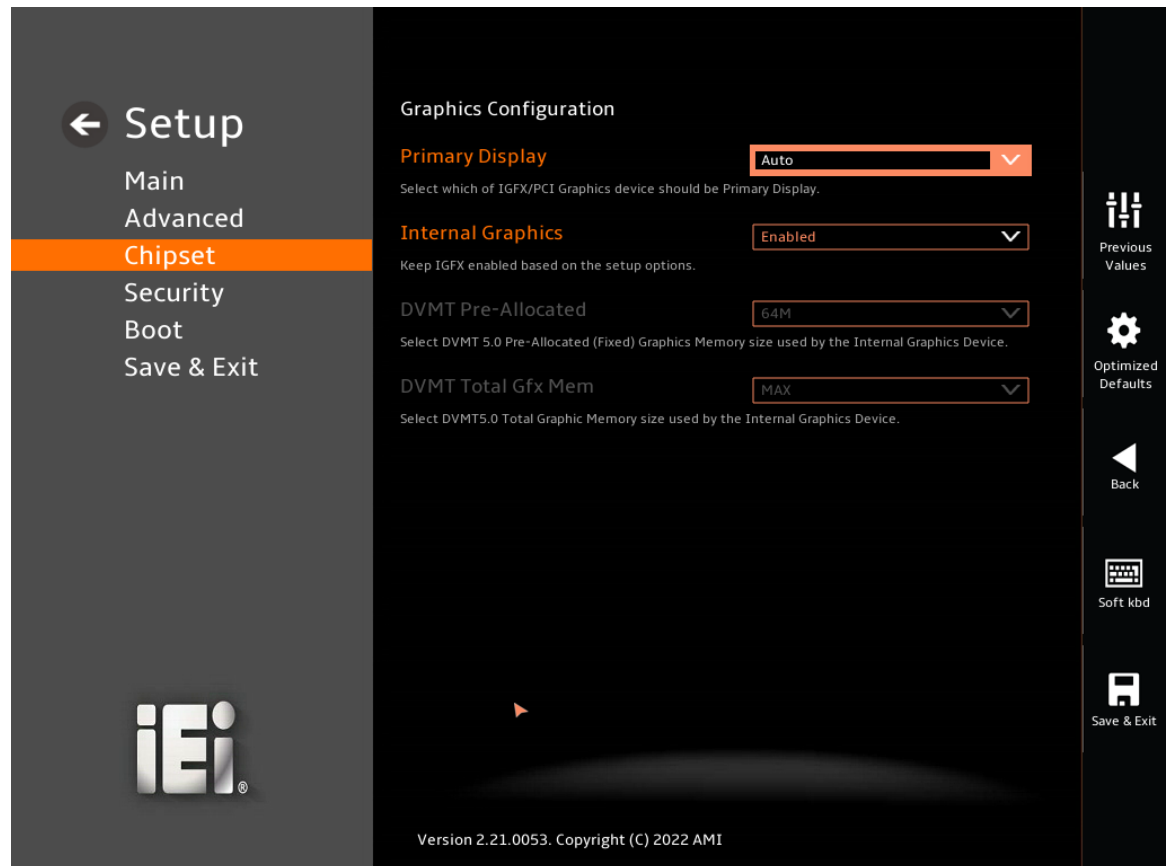 Setup
Main
Advanced
Chipset
Security
Boot
Save & Exit
iEi®
Graphics Configuration
Primary Display
Auto
Select which of IGFX/PCI Graphics device should be Primary Display.
Internal Graphics
Enabled
Keep IGFX enabled based on the setup options.
DVMT Pre-Allocated
64M
Select DVMT 5.0 Pre-Allocated (Fixed) Graphics Memory size used by the Internal Graphics Device.
DVMT Total Gfx Mem
MAX
Select DVMT5.0 Total Graphic Memory size used by the Internal Graphics Device.
Version 2.21.0053. Copyright (C) 2022 AMI
Previous
Values
Optimized
Defaults
Back
Soft kbd
Save & Exit